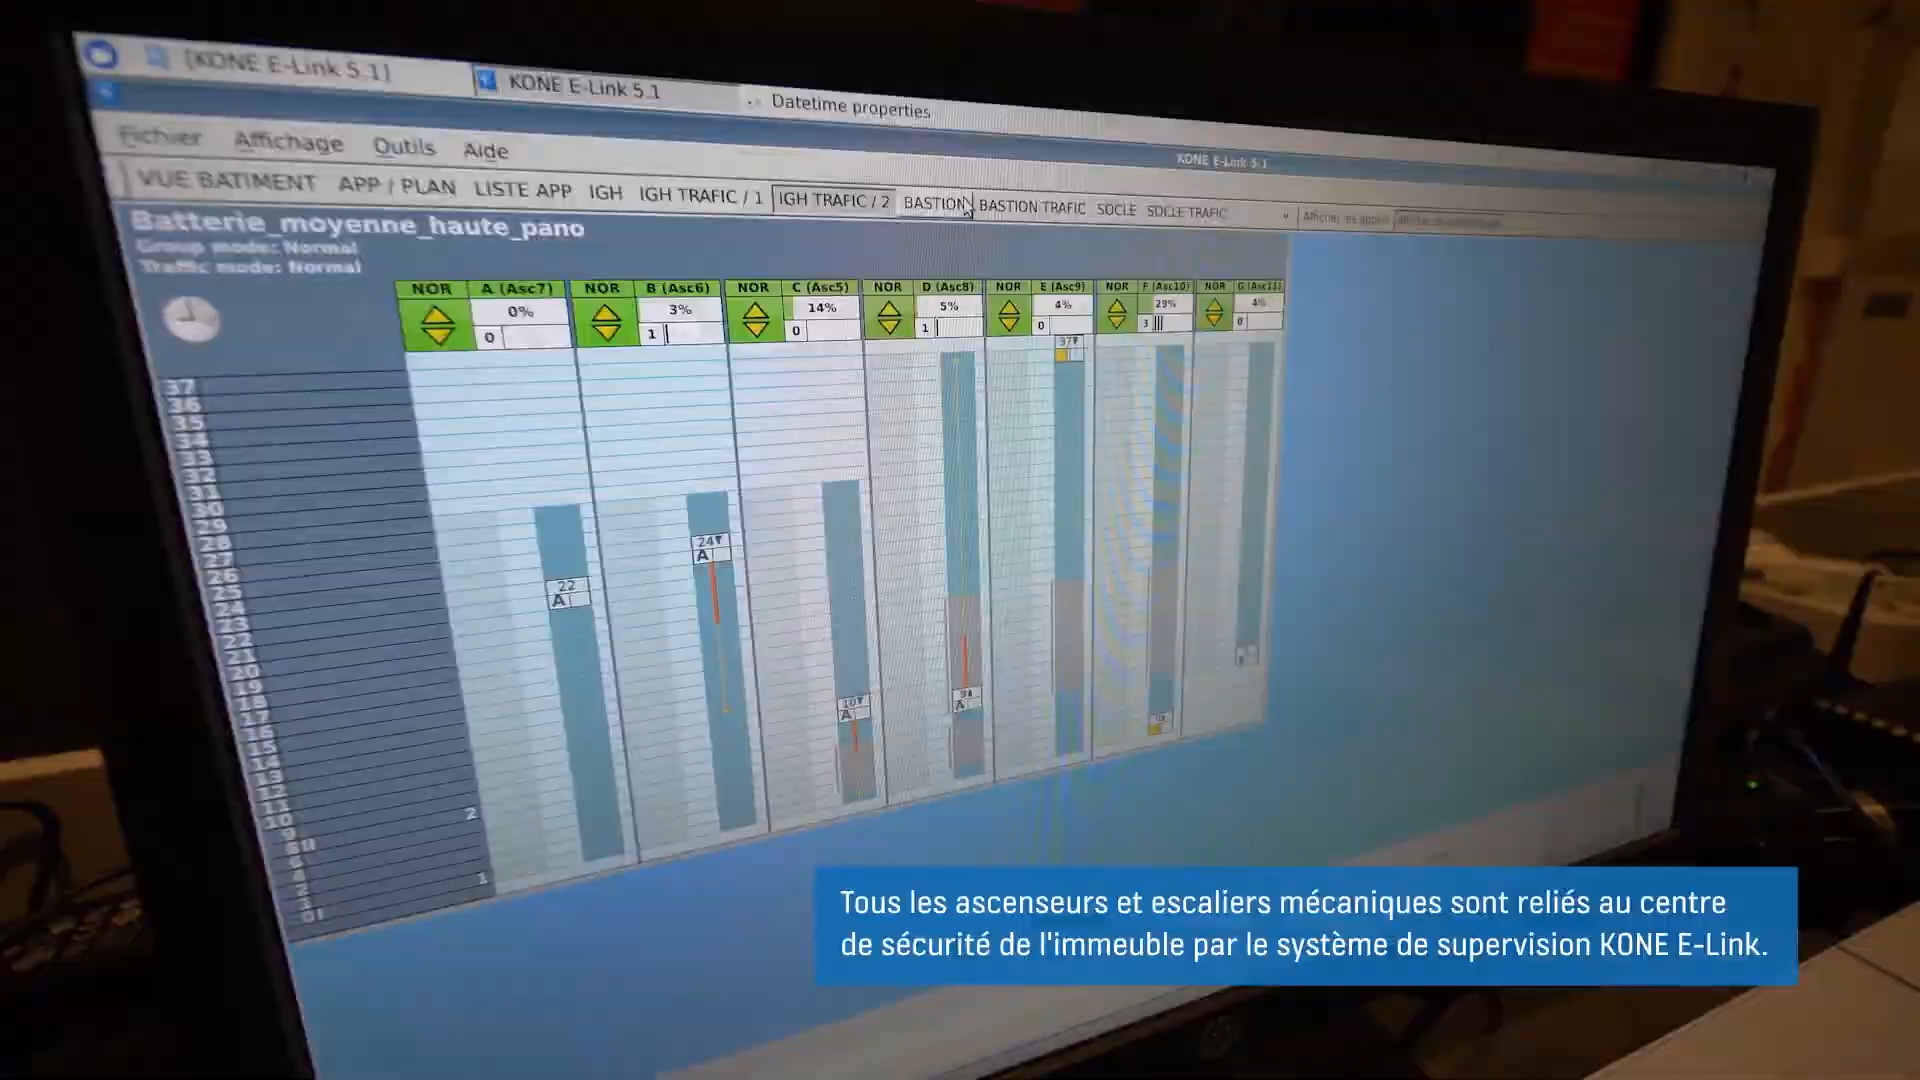 [KONE E-Link 5.1]
KONE E-Link 5.1
Datetime properties
KONE E-Link 5.1
Fichier Affichage Outils Aide
VUE BATIMENT APP / PLAN LISTE APP IGH IGH TRAFIC / 1 IGH TRAFIC / 2 BASTION BASTION TRAFIC SOCLE SOCLE TRAFIC
Batterie_moyenne_haute_pano
Group mode: Normal
Traffic mode: Normal
NOR A (Asc7) NOR B (Asc6) NOR C (Asc5) NOR D (Asc8) NOR E (Asc9) NOR F (Asc10) NOR G (Asc11)
0% 3% 14% 5% 4% 29% 4%
0 1 0 1 0 3 0
37
36
35
34
33
32
31
30
29
28
27
26
25
24
23
22
21
20
19
18
17
16
15
14
13
12
11
10
9
2
1
37
24
A
22
A
10
A
A
Tous les ascenseurs et escaliers mécaniques sont reliés au centre
de sécurité de l'immeuble par le système de supervision KONE E-Link.